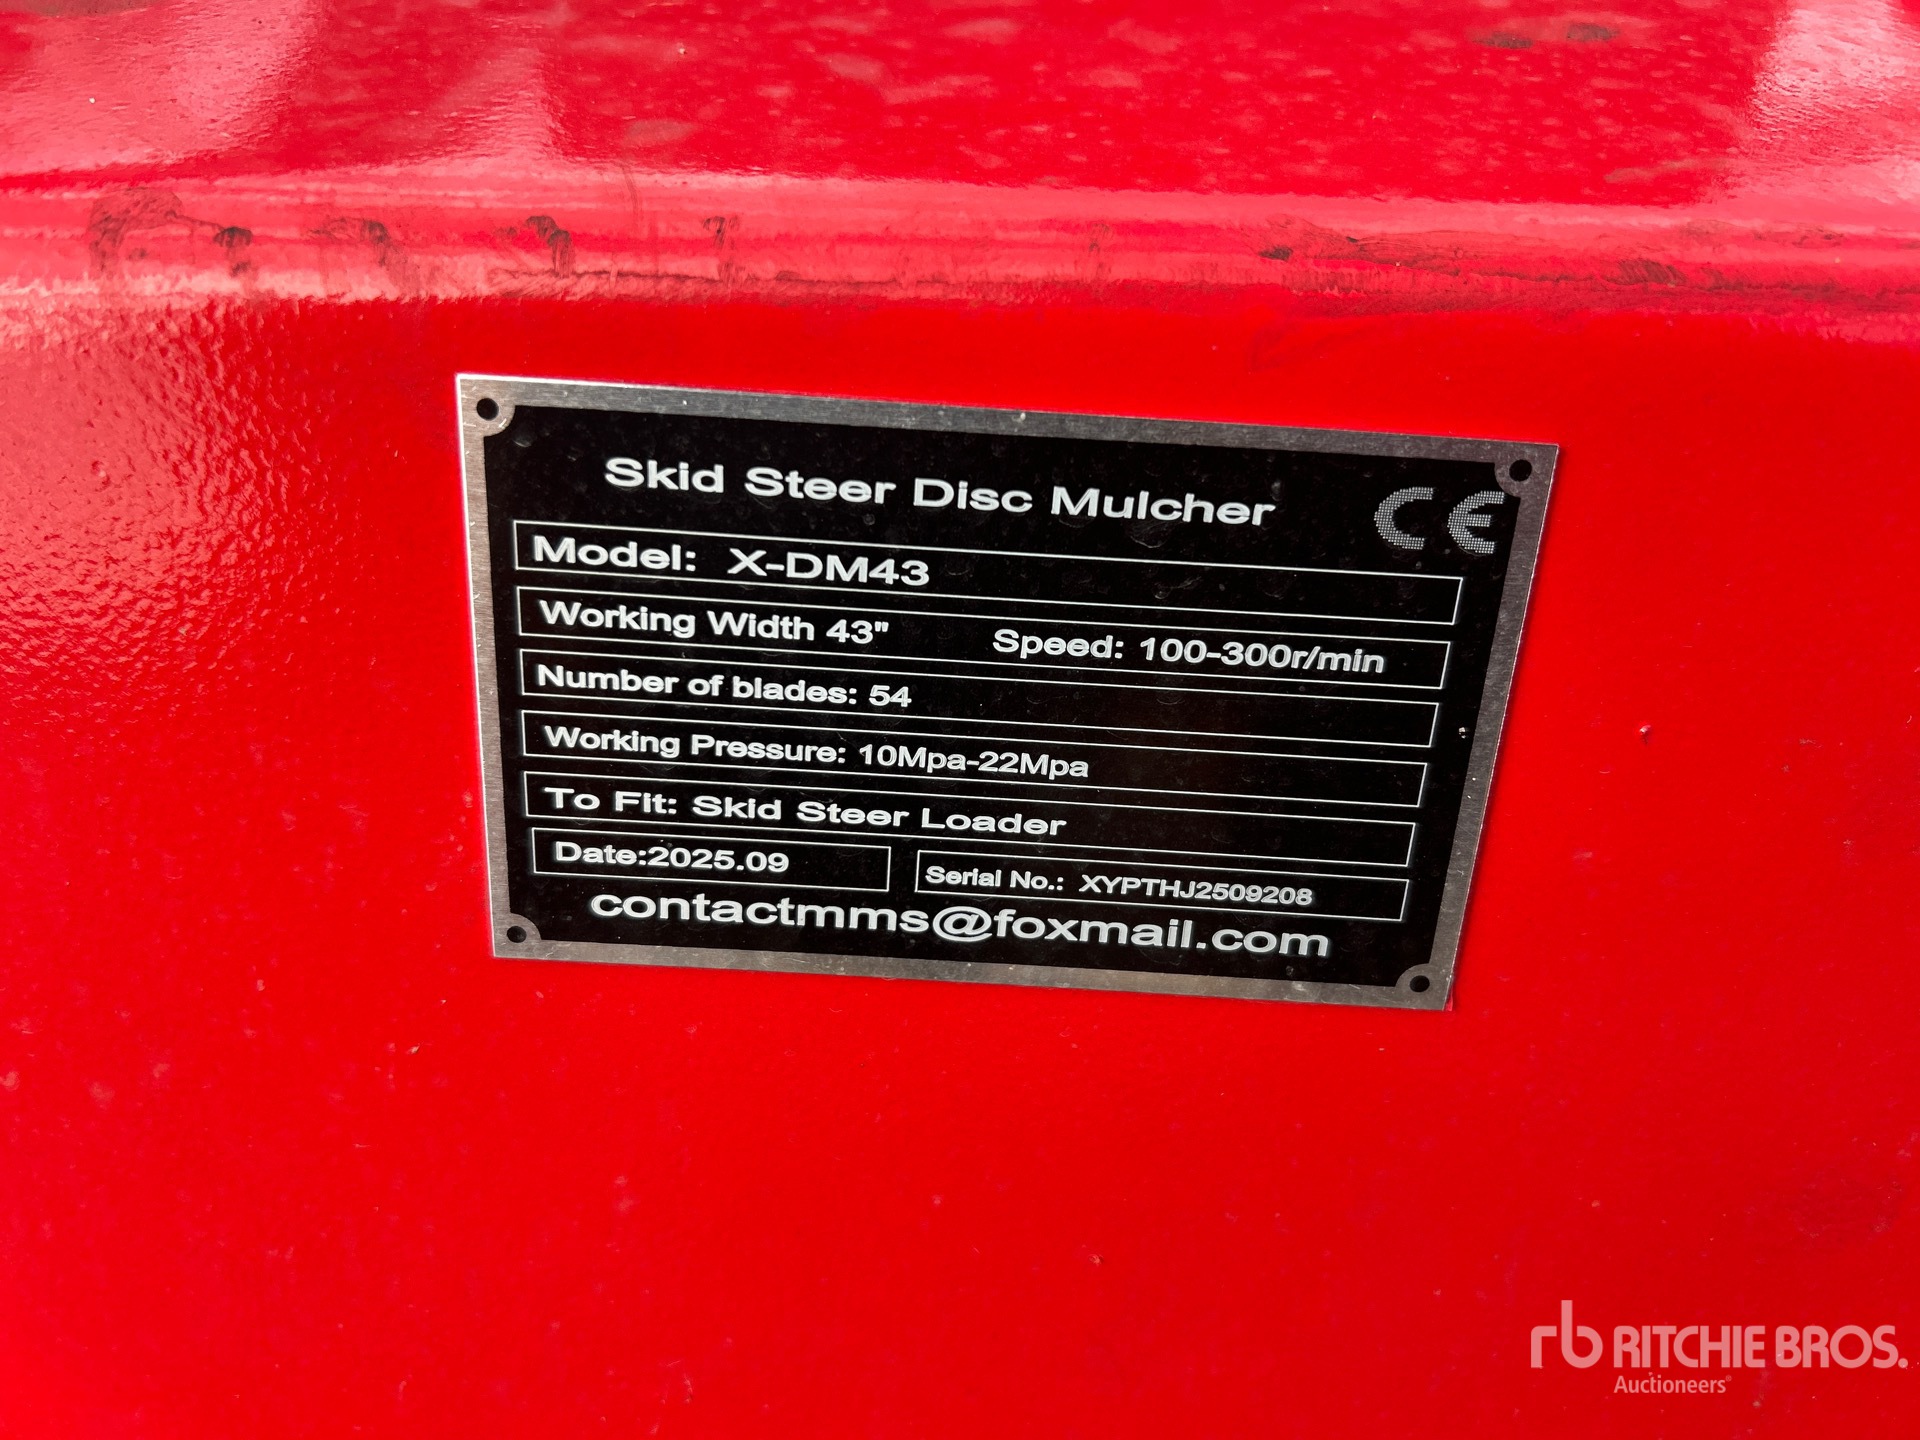 Skid Steer Disc Mulcher CE
Model: X-DM43
Working Width 43" Speed: 100-300r/min
Number of blades: 54
Working Pressure: 10Mpa-22Mpa
To Fit: Skid Steer Loader
Date:2025.09 Serial No.: XYPTHJ2509208
contactmms@foxmail.com
rb RITCHIE BROS.
Auctioneers®